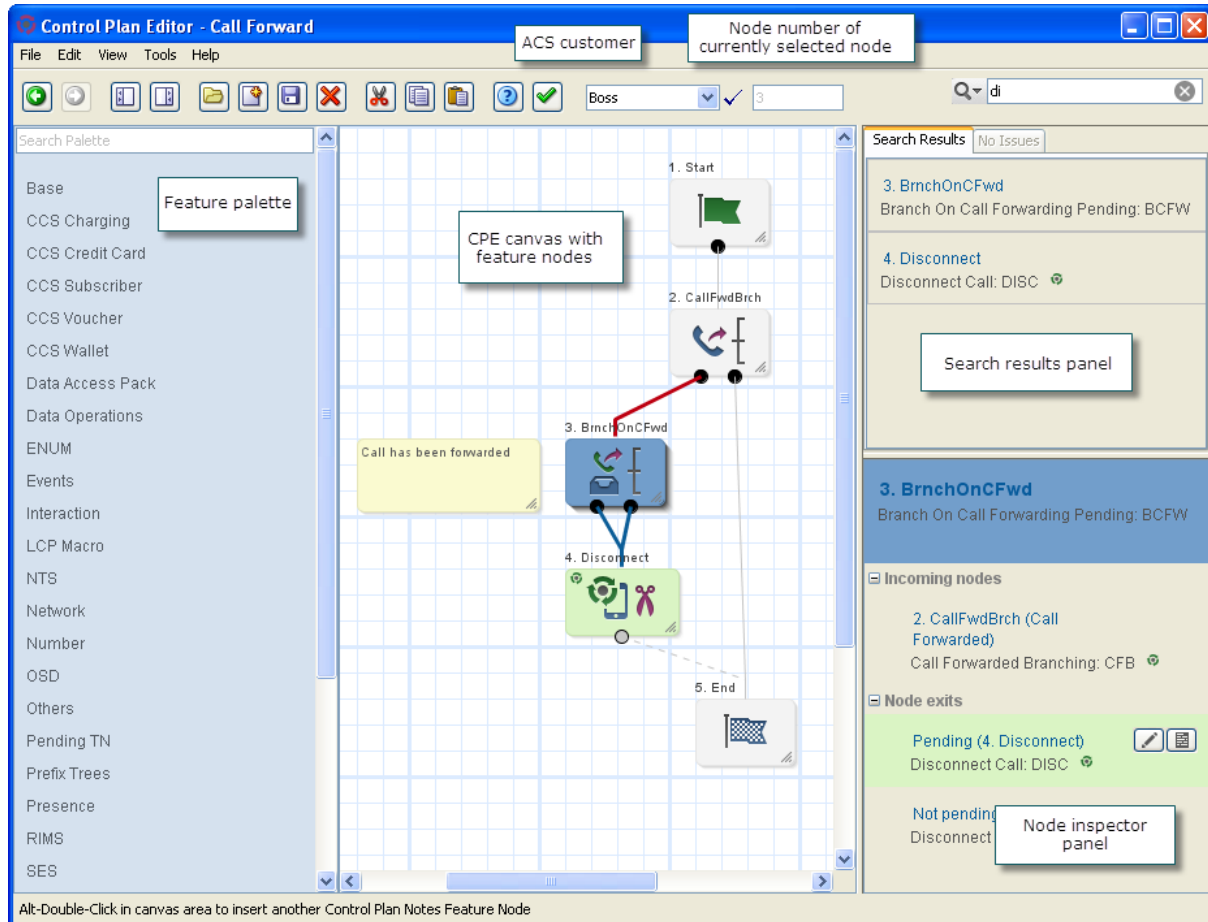 Control Plan Editor - Call Forward
File Edit View Tools Help
ACS customer
Node number of
currently selected node
Boss
3
di
Search Palette
Base
CCS Charging
CCS Credit Card
CCS Subscriber
CCS Voucher
CCS Wallet
Data Access Pack
Data Operations
ENUM
Events
Interaction
LCP Macro
NTS
Network
Number
OSD
Others
Pending TN
Prefix Trees
Presence
RIMS
SES
Feature palette
CPE canvas with
feature nodes
1. Start
2. CallFwdBrch
3. BrnchOnCFwd
Call has been forwarded
4. Disconnect
5. End
Search Results No Issues
3. BrnchOnCFwd
Branch On Call Forwarding Pending: BCFW
4. Disconnect
Disconnect Call: DISC
Search results panel
3. BrnchOnCFwd
Branch On Call Forwarding Pending: BCFW
Incoming nodes
2. CallFwdBrch (Call
Forwarded)
Call Forwarded Branching: CFB
Node exits
Pending (4. Disconnect)
Disconnect Call: DISC
Not pending
Disconnect
Node inspector
panel
Alt-Double-Click in canvas area to insert another Control Plan Notes Feature Node